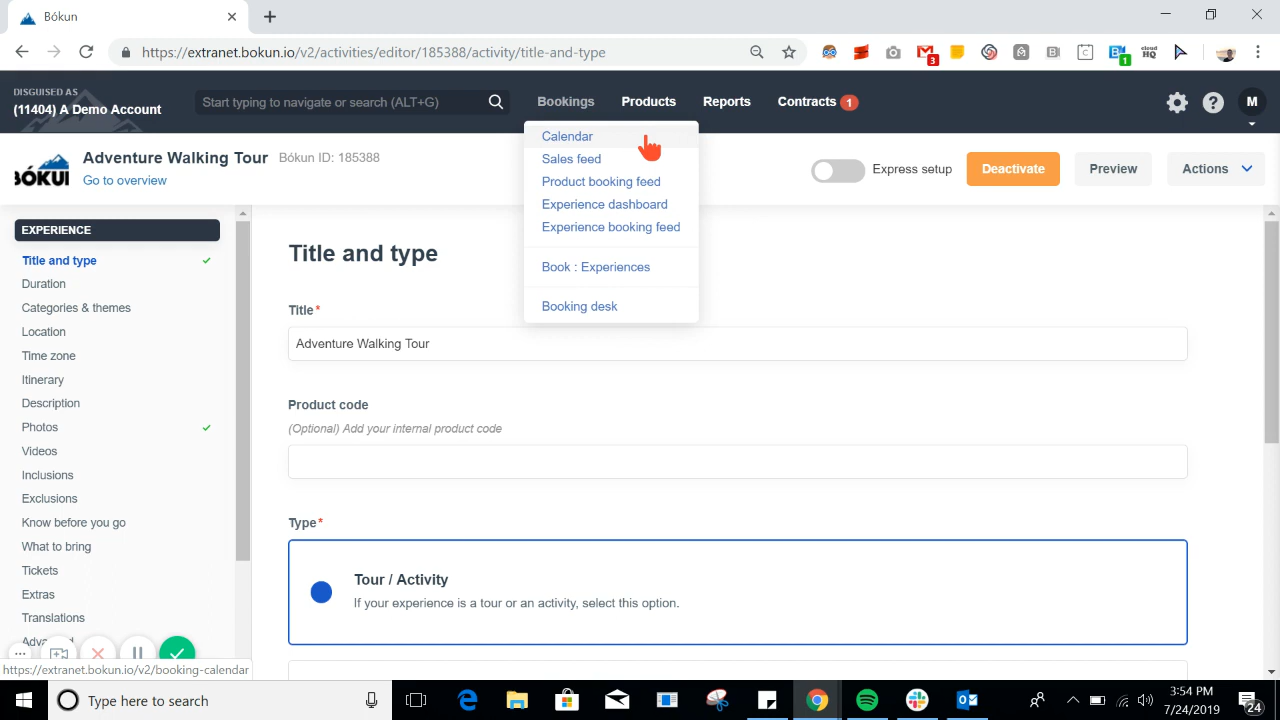 Bókun
https://extranet.bokun.io/v2/activities/editor/185388/activity/title-and-type
3
1
cloud HQ
DISGUISED AS
(11404) A Demo Account
Start typing to navigate or search (ALT+G)
Bookings
Products
Reports
Contracts 1
M
BÓKUN
Adventure Walking Tour
Bókun ID: 185388
Go to overview
Express setup
Deactivate
Preview
Actions
Calendar
Sales feed
Product booking feed
Experience dashboard
Experience booking feed
Book : Experiences
Booking desk
EXPERIENCE
Title and type
Duration
Categories & themes
Location
Time zone
Itinerary
Description
Photos
Videos
Inclusions
Exclusions
Know before you go
What to bring
Tickets
Extras
Translations
https://extranet.bokun.io/v2/booking-calendar
Title and type
Title*
Adventure Walking Tour
Product code
(Optional) Add your internal product code
Type*
Tour / Activity
If your experience is a tour or an activity, select this option.
Type here to search
3:54 PM
7/24/2019
24